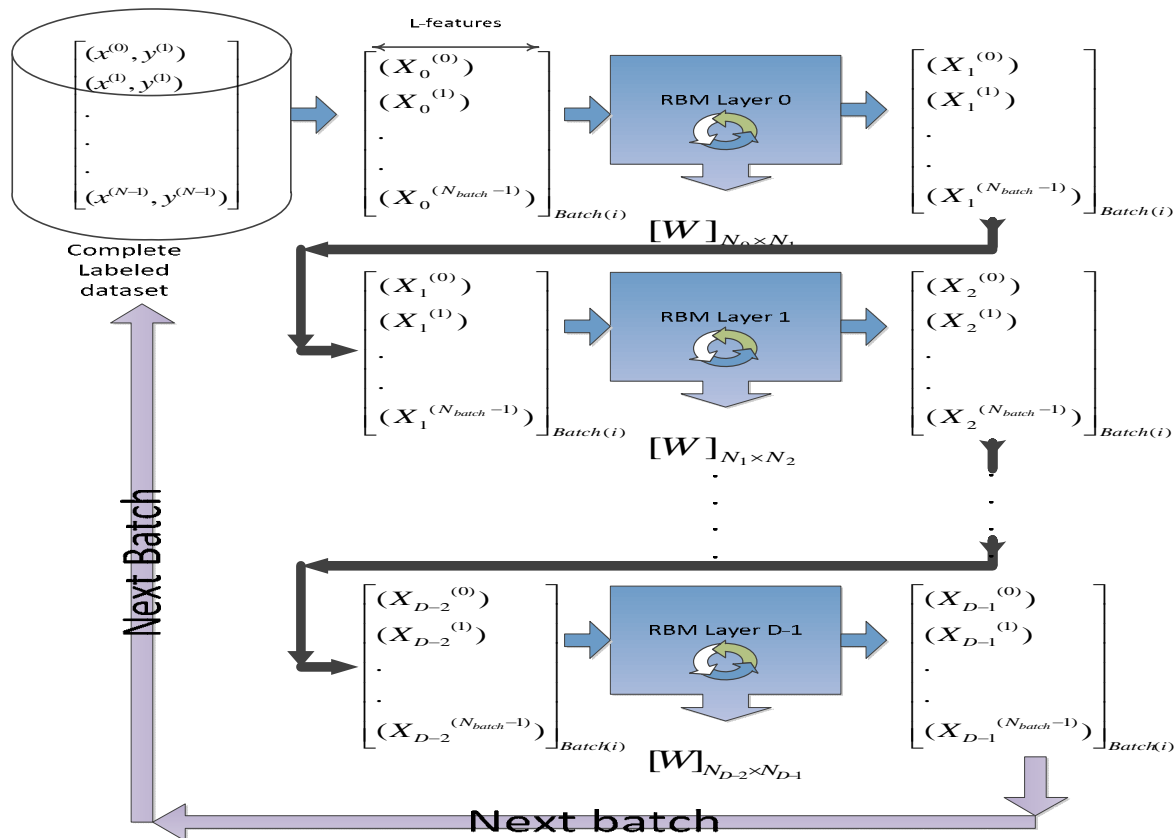 L-features
(x^(0), y^(1))
(x^(1), y^(1))
.
.
(x^(N-1), y^(N-1))
Complete
Labeled
dataset
(X_0^(0))
(X_0^(1))
.
.
(X_0^(N_batch -1))
Batch(i)
RBM Layer 0
[W]_N_0×N_1
(X_1^(0))
(X_1^(1))
.
.
(X_1^(N_batch -1))
Batch(i)
(X_1^(0))
(X_1^(1))
.
.
(X_1^(N_batch -1))
Batch(i)
RBM Layer 1
[W]_N_1×N_2
(X_2^(0))
(X_2^(1))
.
.
(X_2^(N_batch -1))
Batch(i)
(X_D-2^(0))
(X_D-2^(1))
.
.
(X_D-2^(N_batch -1))
Batch(i)
RBM Layer D-1
[W]_N_D-2×N_D-1
(X_D-1^(0))
(X_D-1^(1))
.
.
(X_D-1^(N_batch -1))
Batch(i)
Next Batch
Next batch